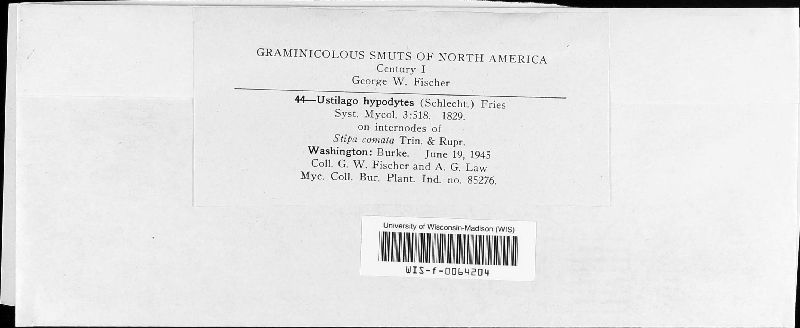 GRAMINICOLOUS SMUTS OF NORTH AMERICA
Century I
George W. Fischer
44—Ustilago hypodytes (Schlecht.) Fries
Syst. Mycol. 3:518. 1829.
on internodes of
Stipa comata Trin. & Rupr.
Washington: Burke. June 19, 1945
Coll. G. W. Fischer and A. G. Law
Myc. Coll. Bur. Plant. Ind. no. 85276.
University of Wisconsin-Madison (WIS)
WIS-f-0064204